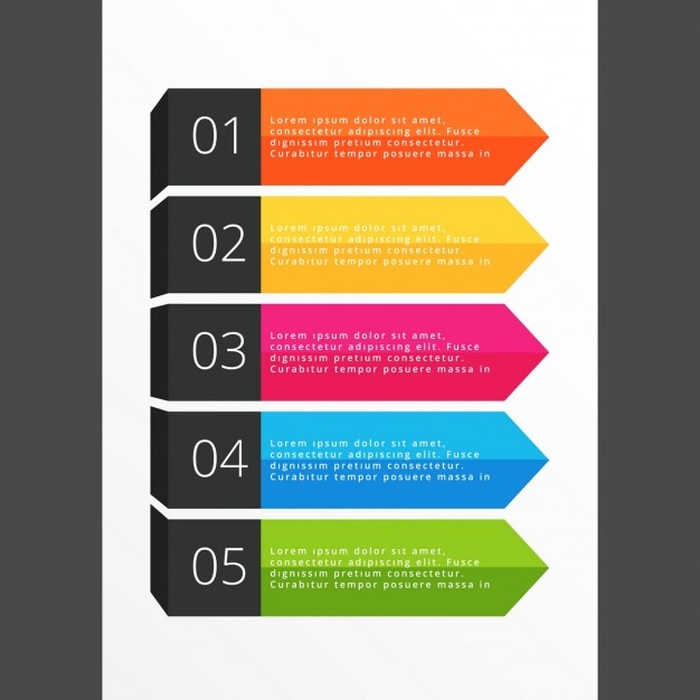 01
Lorem ipsum dolor sit amet,
consectetur adipiscing elit. Fusce
dignissim pretium consectetur.
Curabitur tempor posuere massa in
02
Lorem ipsum dolor sit amet,
consectetur adipiscing elit. Fusce
dignissim pretium consectetur.
Curabitur tempor posuere massa in
03
Lorem ipsum dolor sit amet,
consectetur adipiscing elit. Fusce
dignissim pretium consectetur.
Curabitur tempor posuere massa in
04
Lorem ipsum dolor sit amet,
consectetur adipiscing elit. Fusce
dignissim pretium consectetur.
Curabitur tempor posuere massa in
05
Lorem ipsum dolor sit amet,
consectetur adipiscing elit. Fusce
dignissim pretium consectetur.
Curabitur tempor posuere massa in